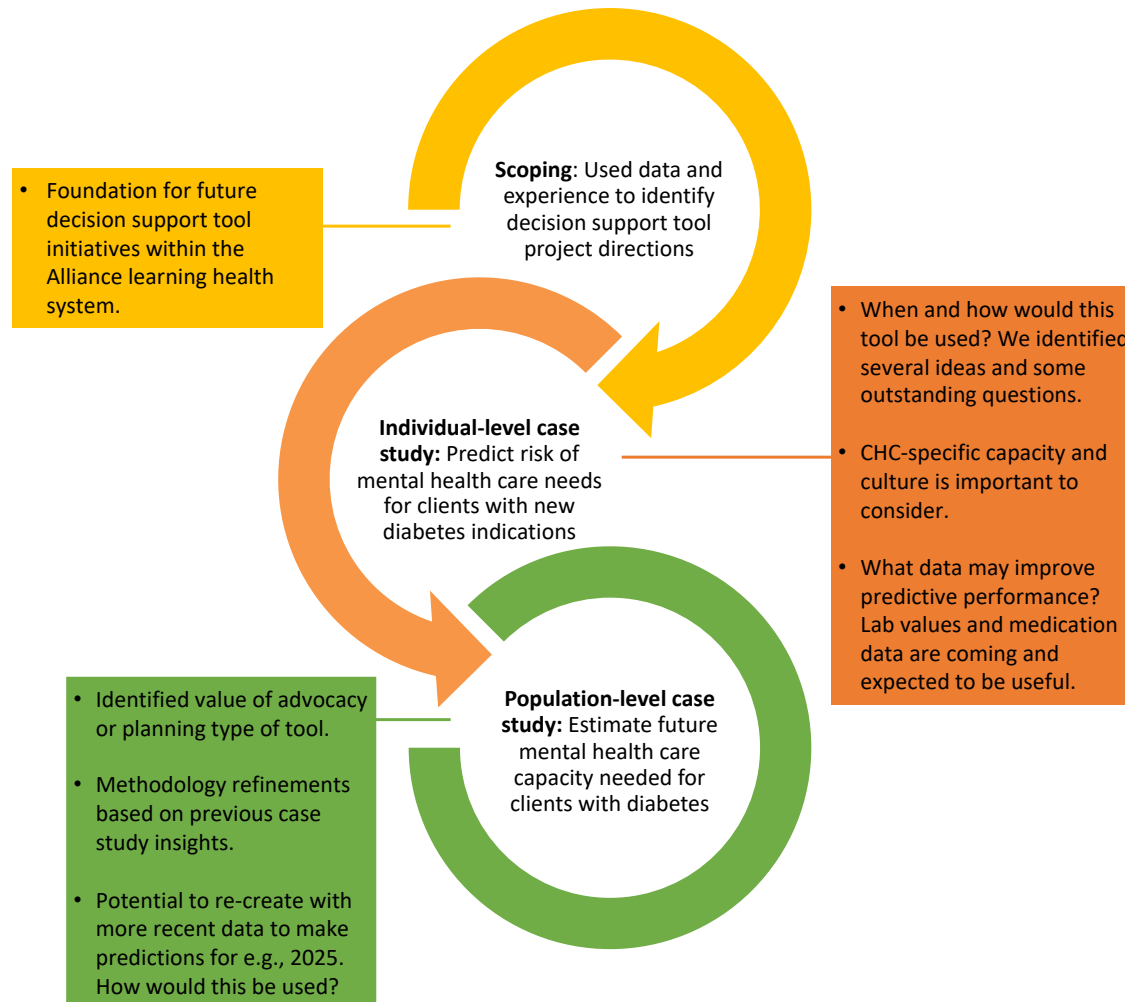 Scoping: Used data and
experience to identify
decision support tool
project directions
• Foundation for future
decision support tool
initiatives within the
Alliance learning health
system.
Individual-level case
study: Predict risk of
mental health care needs
for clients with new
diabetes indications
• When and how would this
tool be used? We identified
several ideas and some
outstanding questions.
• CHC-specific capacity and
culture is important to
consider.
• What data may improve
predictive performance?
Lab values and medication
data are coming and
expected to be useful.
Population-level case
study: Estimate future
mental health care
capacity needed for
clients with diabetes
• Identified value of advocacy
or planning type of tool.
• Methodology refinements
based on previous case
study insights.
• Potential to re-create with
more recent data to make
predictions for e.g., 2025.
How would this be used?